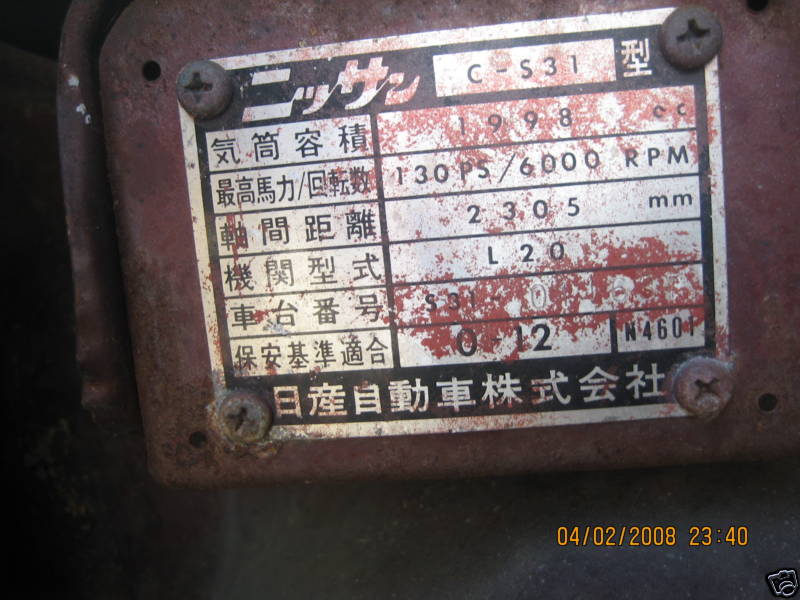 ニッサン C-S31 型
気筒容積 1998 cc
最高馬力/回転数 130PS/6000 RPM
軸間距離 2305 mm
機関型式 L20
車台番号 S31-0
保安基準適合 0-12 N4601
日産自動車株式会社
04/02/2008 23:40